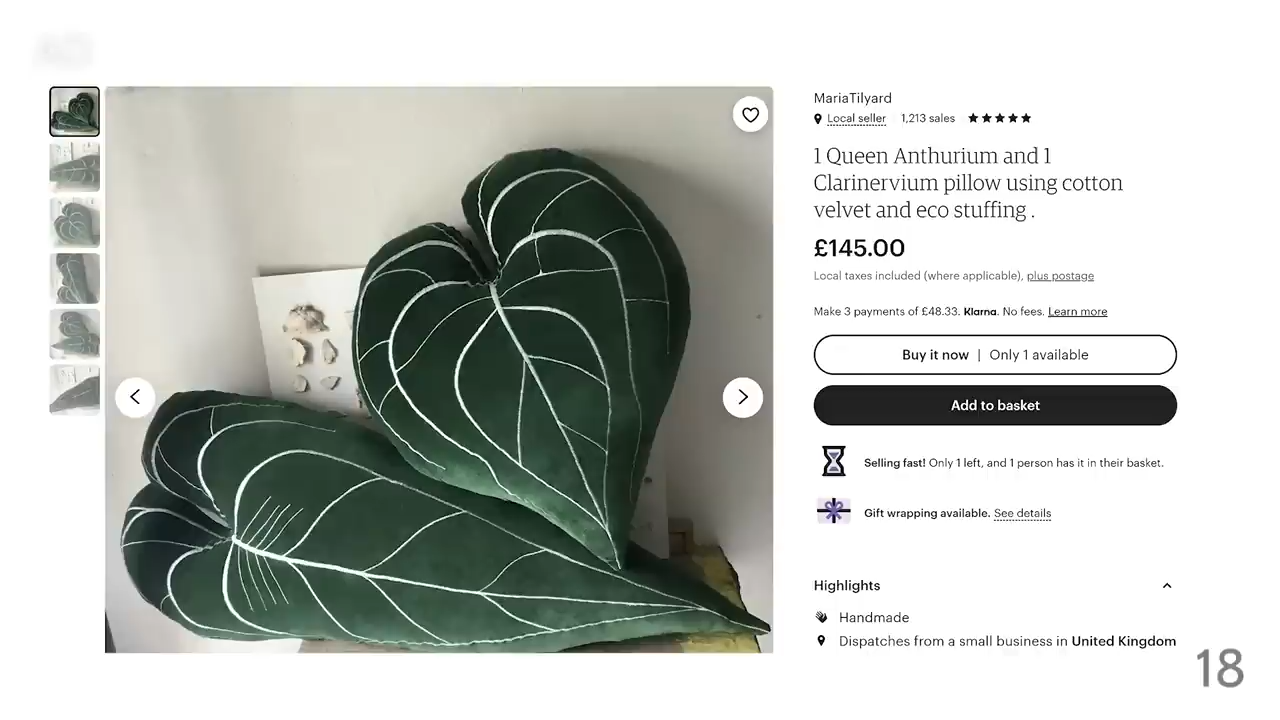 MariaTilyard
Local seller 1,213 sales
1 Queen Anthurium and 1
Clarinervium pillow using cotton
velvet and eco stuffing .
£145.00
Local taxes included (where applicable), plus postage
Make 3 payments of £48.33. Klarna. No fees. Learn more
Buy it now | Only 1 available
Add to basket
Selling fast! Only 1 left, and 1 person has it in their basket.
Gift wrapping available. See details
Highlights
Handmade
Dispatches from a small business in United Kingdom
18